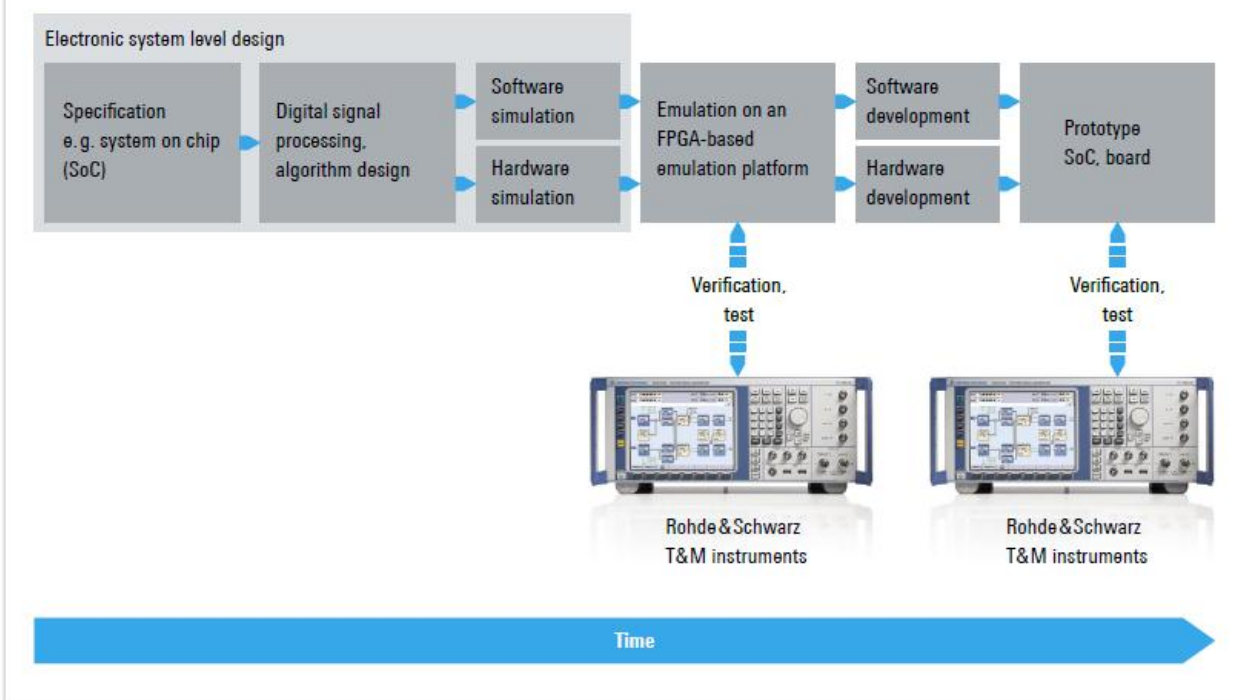 Electronic system level design
Specification
e.g. system on chip
(SoC)
Digital signal
processing,
algorithm design
Software
simulation
Hardware
simulation
Emulation on an
FPGA-based
emulation platform
Software
development
Hardware
development
Prototype
SoC, board
Verification,
test
Verification,
test
Rohde&Schwarz
T&M instruments
Rohde&Schwarz
T&M instruments
Time